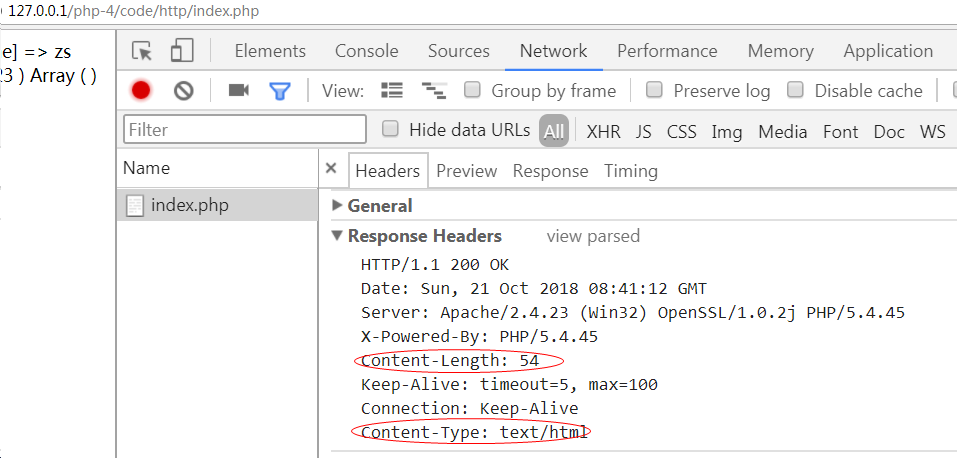 127.0.0.1/php-4/code/http/index.php
e] => zs
23 ) Array ( )
Elements Console Sources Network Performance Memory Application
View: Group by frame Preserve log Disable cache
Filter Hide data URLs All XHR JS CSS Img Media Font Doc WS
Name
× Headers Preview Response Timing
index.php
General
Response Headers view parsed
HTTP/1.1 200 OK
Date: Sun, 21 Oct 2018 08:41:12 GMT
Server: Apache/2.4.23 (Win32) OpenSSL/1.0.2j PHP/5.4.45
X-Powered-By: PHP/5.4.45
Content-Length: 54
Keep-Alive: timeout=5, max=100
Connection: Keep-Alive
Content-Type: text/html